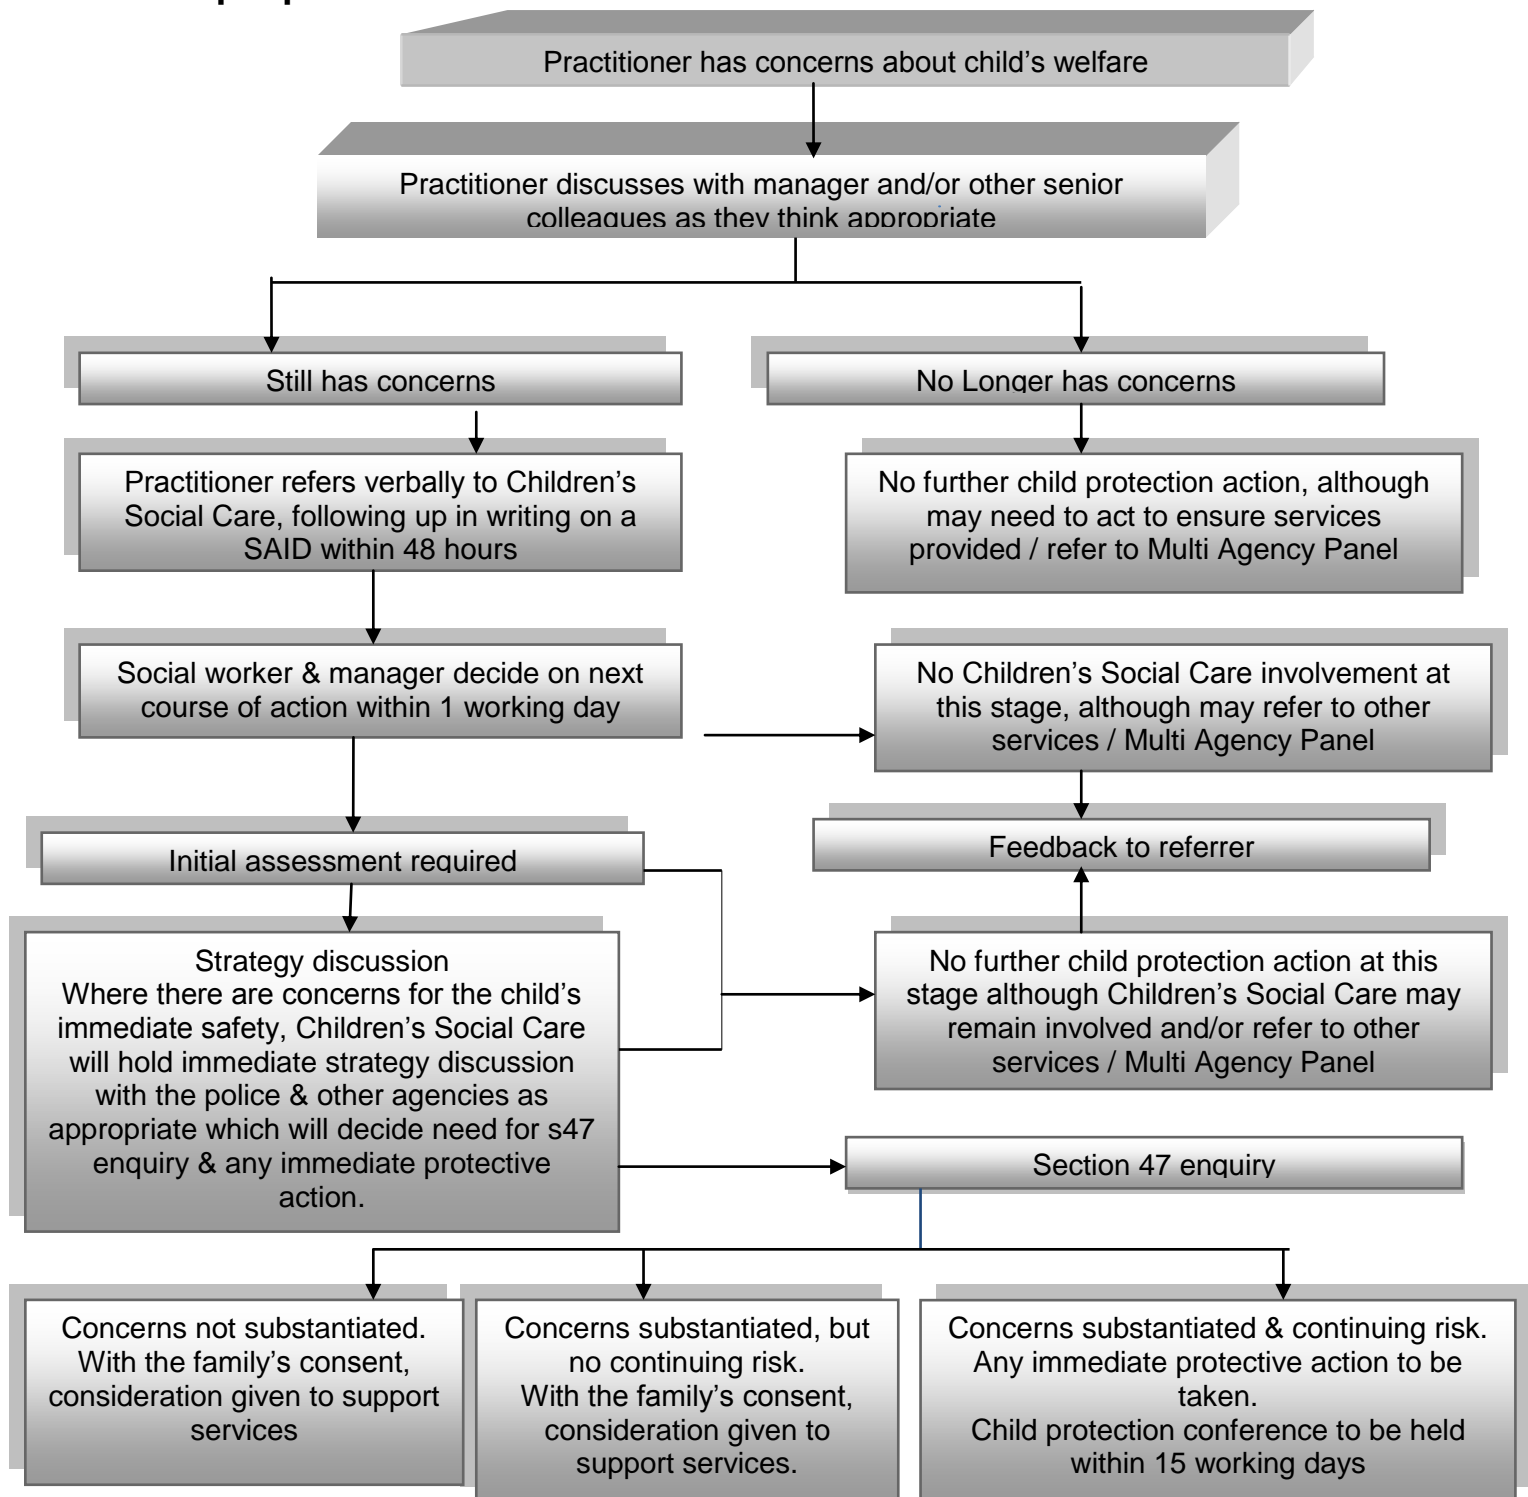 Practitioner has concerns about child's welfare
Practitioner discusses with manager and/or other senior
colleagues as they think appropriate
Still has concerns
No Longer has concerns
Practitioner refers verbally to Children's
Social Care, following up in writing on a
SAID within 48 hours
No further child protection action, although
may need to act to ensure services
provided / refer to Multi Agency Panel
Social worker & manager decide on next
course of action within 1 working day
No Children's Social Care involvement at
this stage, although may refer to other
services / Multi Agency Panel
Initial assessment required
Feedback to referrer
Strategy discussion
Where there are concerns for the child's
immediate safety, Children's Social Care
will hold immediate strategy discussion
with the police & other agencies as
appropriate which will decide need for s47
enquiry & any immediate protective
action.
No further child protection action at this
stage although Children's Social Care may
remain involved and/or refer to other
services / Multi Agency Panel
Section 47 enquiry
Concerns not substantiated.
With the family's consent,
consideration given to support
services
Concerns substantiated, but
no continuing risk.
With the family's consent,
consideration given to
support services.
Concerns substantiated & continuing risk.
Any immediate protective action to be
taken.
Child protection conference to be held
within 15 working days